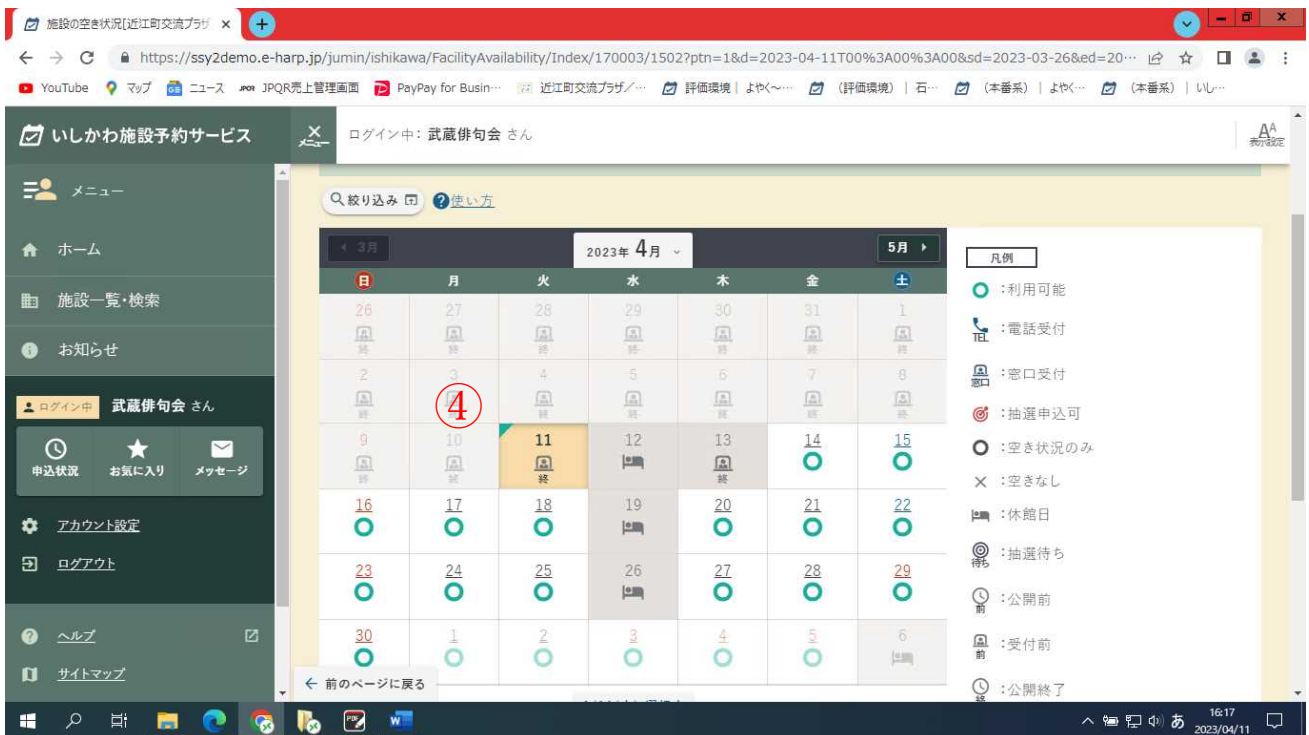 施設の空き状況[近江町交流プラザ
https://ssy2demo.e-harp.jp/jumin/ishikawa/FacilityAvailability/Index/170003/1502?ptn=1&d=2023-04-11T00%3A00%3A00&sd=2023-03-26&ed=20…
YouTube マップ ニュース JPQR売上管理画面 PayPay for Busin… 近江町交流プラザ／… 評価環境｜よやく～… （評価環境）｜石… （本番系）｜よやく… （本番系）｜いし…
いしかわ施設予約サービス
メニュー
ログイン中：武蔵俳句会 さん
AA
表示設定
メニュー
ホーム
施設一覧・検索
お知らせ
ログイン中 武蔵俳句会 さん
申込状況 お気に入り メッセージ
アカウント設定
ログアウト
ヘルプ
サイトマップ
絞り込み ?使い方
3月 2023年 4月 5月
日 月 火 水 木 金 土
26 27 28 29 30 31 1
終 終 終 終 終 終 終
2 3 4 5 6 7 8
終 終 終 終 終 終
④
9 10 11 12 13 14 15
終 終 終 終
16 17 18 19 20 21 22
23 24 25 26 27 28 29
30 1 2 3 4 5 6
前のページに戻る
凡例
：利用可能
TEL ：電話受付
窓口 ：窓口受付
：抽選申込可
：空き状況のみ
：空きなし
：休館日
待ち ：抽選待ち
前 ：公開前
前 ：受付前
終 ：公開終了
あ 16:17
2023/04/11